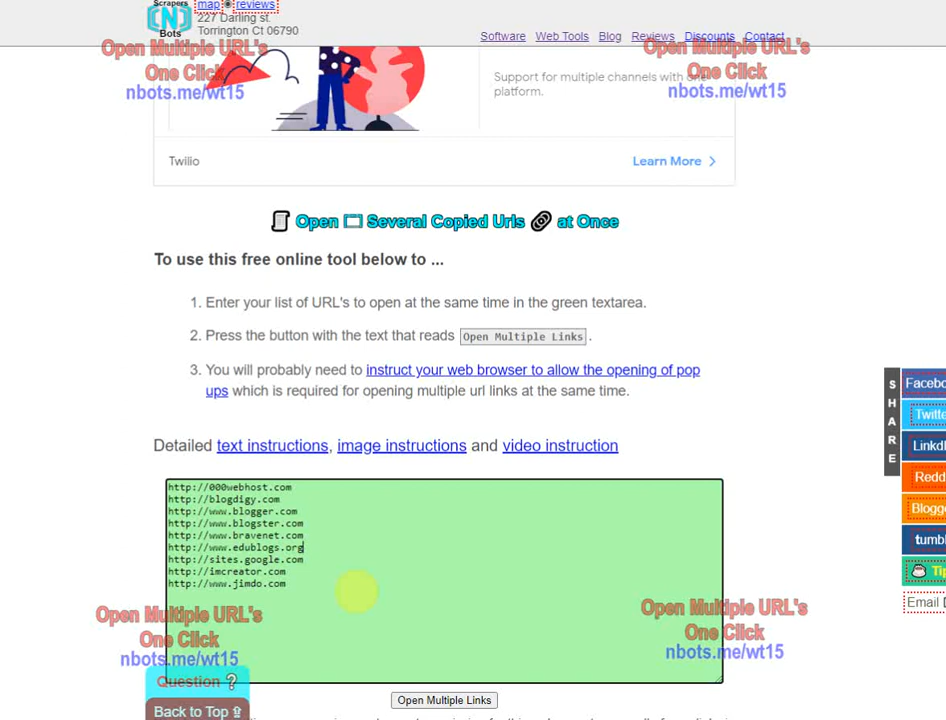 Scrapers
N
Bots
map reviews
227 Darling st.
Torrington Ct 06790
Software Web Tools Blog Reviews Discounts Contact
Open Multiple URL's
One Click
nbots.me/wt15
Open Multiple URL's
One Click
nbots.me/wt15
Support for multiple channels with one
platform.
Twilio
Learn More
Open Several Copied Urls at Once
To use this free online tool below to ...
1. Enter your list of URL's to open at the same time in the green textarea.
2. Press the button with the text that reads Open Multiple Links.
3. You will probably need to instruct your web browser to allow the opening of pop
ups which is required for opening multiple url links at the same time.
Detailed text instructions, image instructions and video instruction
http://000webhost.com
http://blogdigy.com
http://www.blogger.com
http://www.blogster.com
http://www.bravenet.com
http://www.edublogs.org
http://sites.google.com
http://imcreator.com
http://www.jimdo.com
Open Multiple URL's
One Click
nbots.me/wt15
Open Multiple URL's
One Click
nbots.me/wt15
Question ?
Back to Top
Open Multiple Links
SHARE
Facebo
Twitte
LinkdI
Redd
Blogge
tumbl
Tip
Email